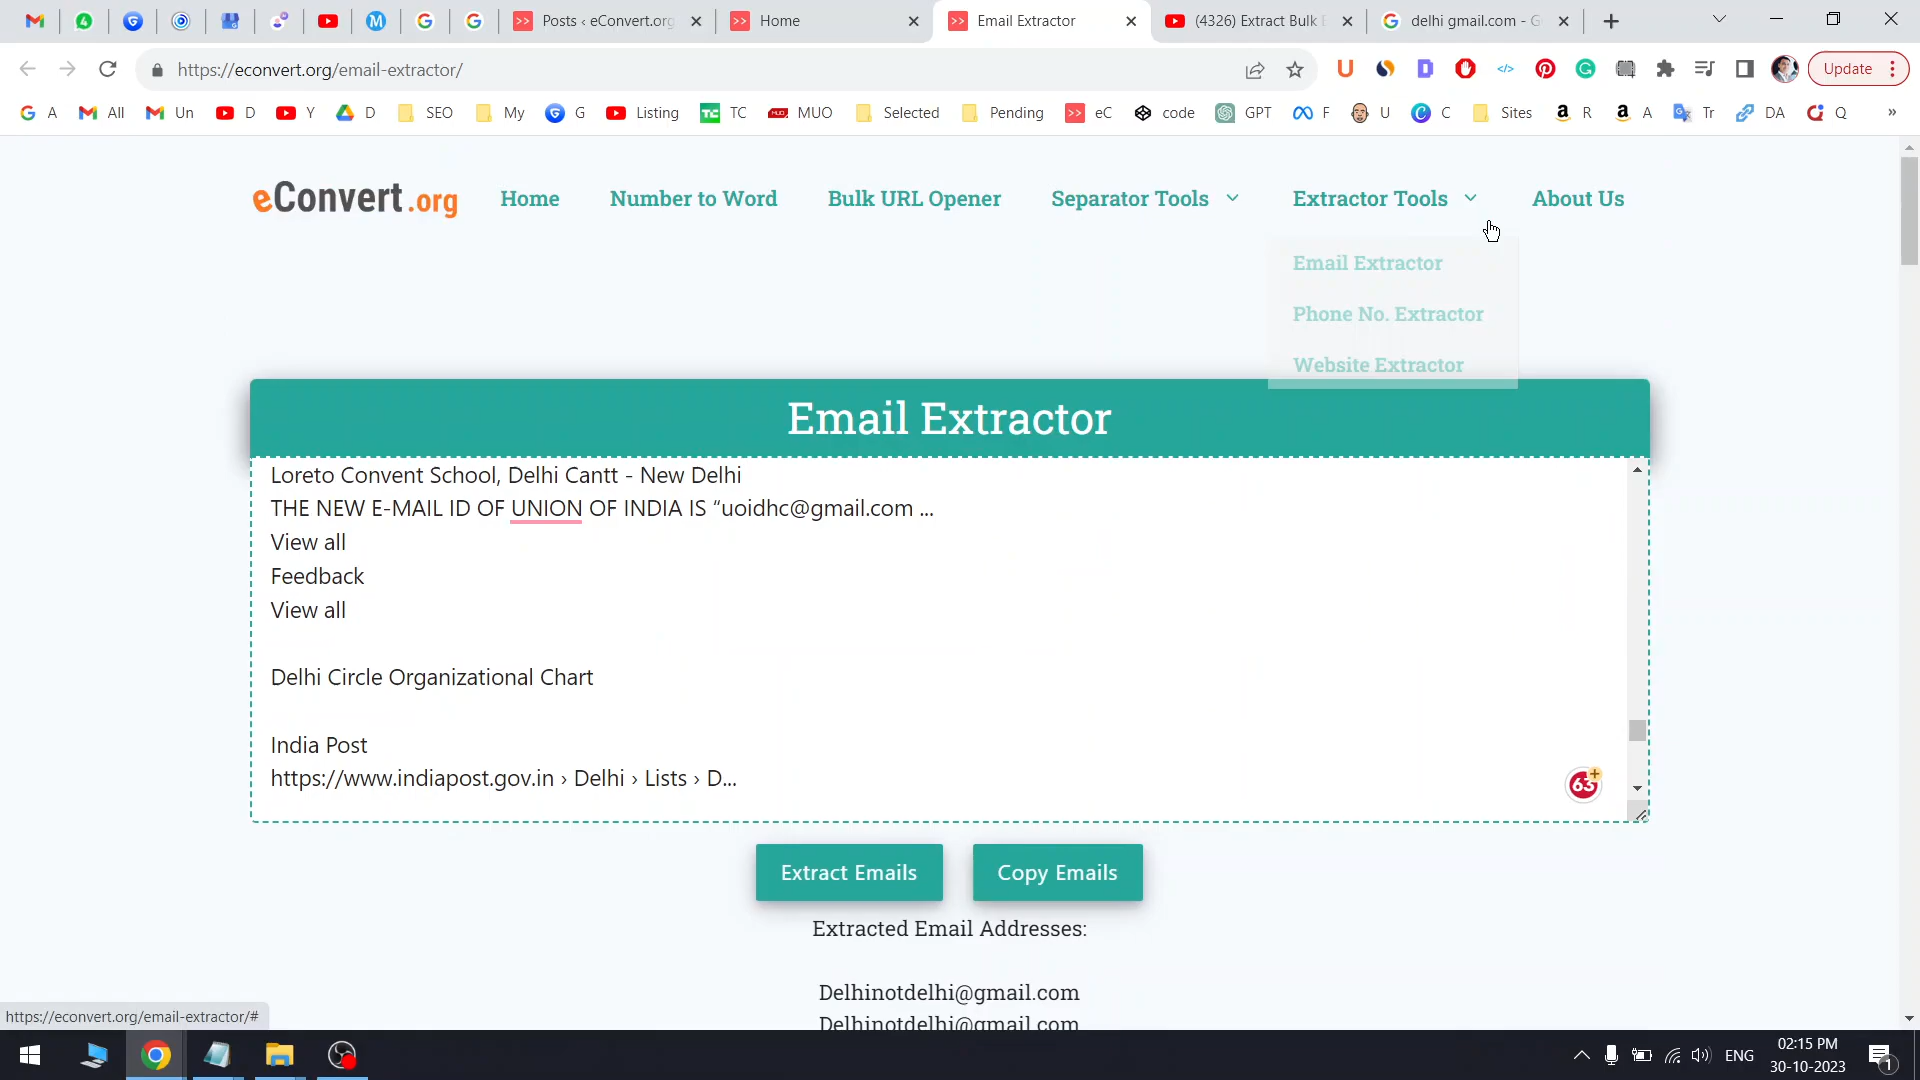 Posts ‹ eConvert.org
Home
Email Extractor
(4326) Extract Bulk E
delhi gmail.com - G
https://econvert.org/email-extractor/
Update
A
All
Un
D
Y
D
SEO
My
G
Listing
TC
MUO
Selected
Pending
eC
code
GPT
F
U
C
Sites
R
A
Tr
DA
Q
»
eConvert.org
Home
Number to Word
Bulk URL Opener
Separator Tools
Extractor Tools
About Us
Email Extractor
Phone No. Extractor
Website Extractor
Email Extractor
Loreto Convent School, Delhi Cantt - New Delhi
THE NEW E-MAIL ID OF UNION OF INDIA IS “uoidhc@gmail.com ...
View all
Feedback
View all
Delhi Circle Organizational Chart
India Post
https://www.indiapost.gov.in › Delhi › Lists › D...
63+
Extract Emails
Copy Emails
Extracted Email Addresses:
Delhinotdelhi@gmail.com
Delhinotdelhi@gmail.com
https://econvert.org/email-extractor/#
ENG
02:15 PM
30-10-2023
1